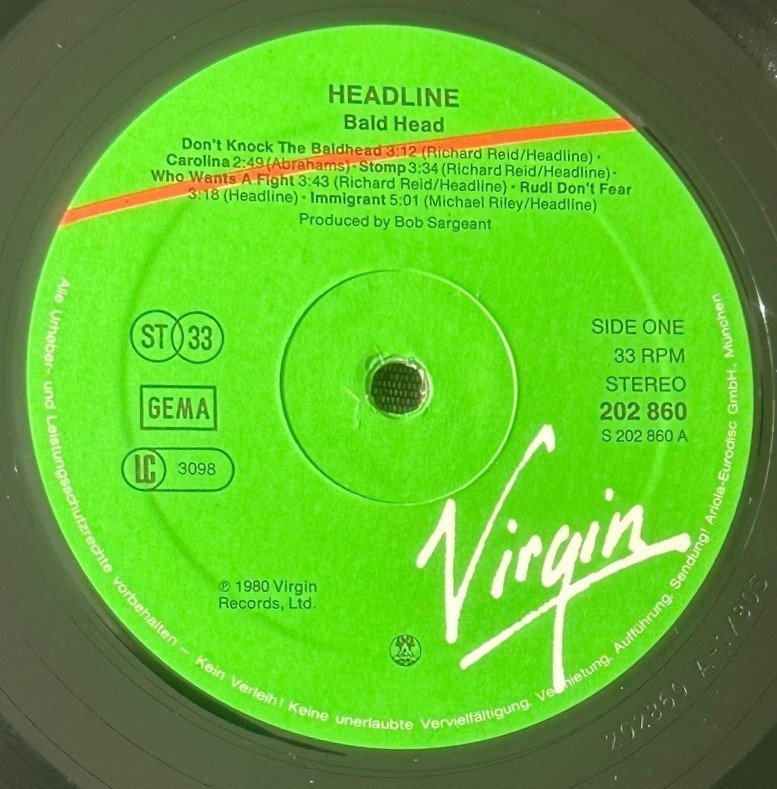 HEADLINE
Bald Head
Don't Knock The Baldhead 3:12 (Richard Reid/Headline) ·
Carolina 2:49 (Abrahams) · Stomp 3:34 (Richard Reid/Headline) ·
Who Wants A Fight 3:43 (Richard Reid/Headline) · Rudi Don't Fear
3:18 (Headline) · Immigrant 5:01 (Michael Riley/Headline)
Produced by Bob Sargeant
ST 33
GEMA
LC 3098
SIDE ONE
33 RPM
STEREO
202 860
S 202 860 A
Virgin
℗ 1980 Virgin
Records, Ltd.
Alle Urheber- und Leistungsschutzrechte vorbehalten – Kein Verleih! Keine unerlaubte Vervielfältigung, Vermietung, Aufführung, Sendung! Ariola-Eurodisc GmbH, München
202860 A-1/80S